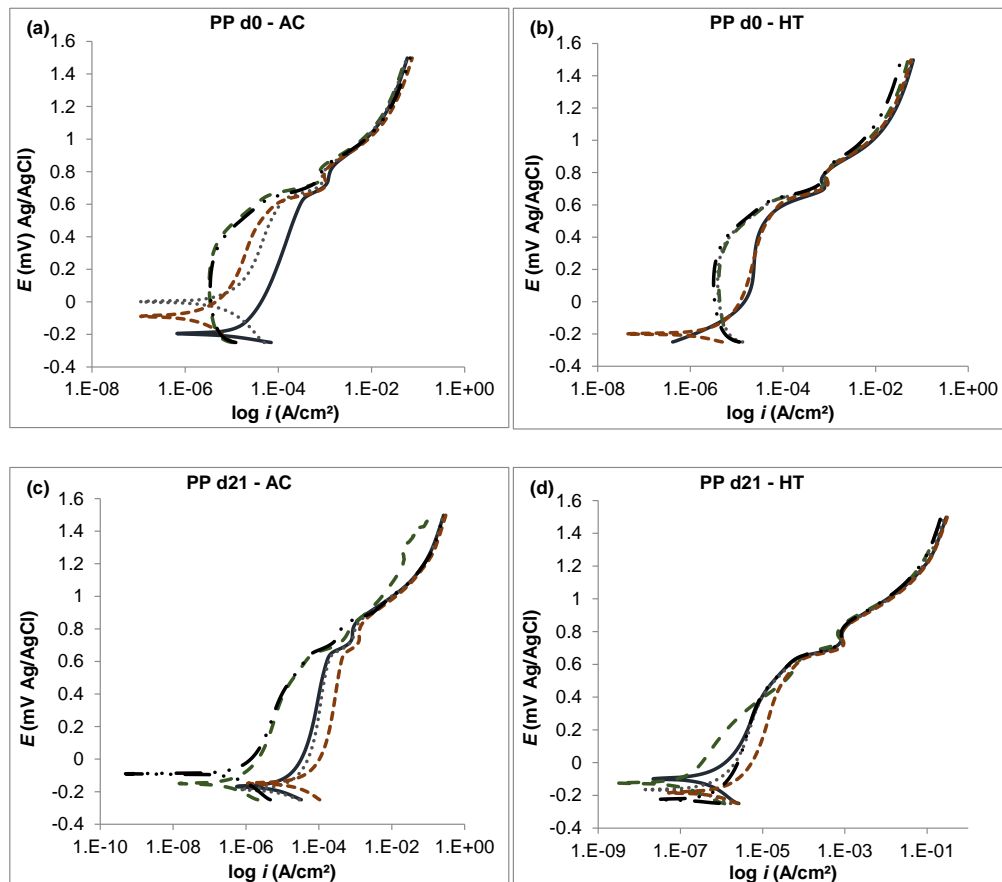 (a)
PP d0 - AC
1.6
1.4
1.2
1
0.8
0.6
0.4
0.2
0
-0.2
-0.4
E (mV) Ag/AgCl
1.E-08 1.E-06 1.E-04 1.E-02 1.E+00
log i (A/cm²)
(b)
PP d0 - HT
1.6
1.4
1.2
1
0.8
0.6
0.4
0.2
0
-0.2
-0.4
E (mV Ag/AgCl)
1.E-08 1.E-06 1.E-04 1.E-02 1.E+00
log i (A/cm²)
(c)
PP d21 - AC
1.6
1.4
1.2
1
0.8
0.6
0.4
0.2
0
-0.2
-0.4
E (mV Ag/AgCl)
1.E-10 1.E-08 1.E-06 1.E-04 1.E-02 1.E+00
log i (A/cm²)
(d)
PP d21 - HT
1.6
1.4
1.2
1
0.8
0.6
0.4
0.2
0
-0.2
-0.4
E (mV Ag/AgCl)
1.E-09 1.E-07 1.E-05 1.E-03 1.E-01
log i (A/cm²)